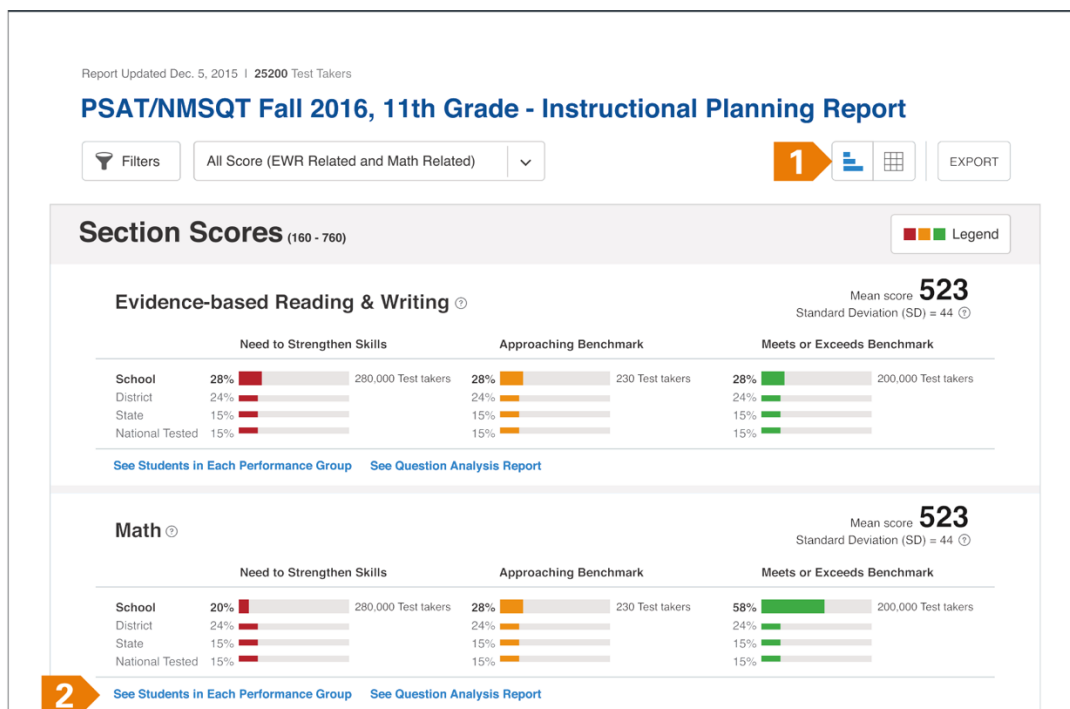 Report Updated Dec. 5, 2015 | 25200 Test Takers
PSAT/NMSQT Fall 2016, 11th Grade - Instructional Planning Report
Filters All Score (EWR Related and Math Related) 1 EXPORT
Section Scores (160 - 760) Legend
Evidence-based Reading & Writing ? Mean score 523
Standard Deviation (SD) = 44 ?
Need to Strengthen Skills Approaching Benchmark Meets or Exceeds Benchmark
School 28% 280,000 Test takers 28% 230 Test takers 28% 200,000 Test takers
District 24% 24% 24%
State 15% 15% 15%
National Tested 15% 15% 15%
See Students in Each Performance Group See Question Analysis Report
Math ? Mean score 523
Standard Deviation (SD) = 44 ?
Need to Strengthen Skills Approaching Benchmark Meets or Exceeds Benchmark
School 20% 280,000 Test takers 28% 230 Test takers 58% 200,000 Test takers
District 24% 24% 24%
State 15% 15% 15%
National Tested 15% 15% 15%
2 See Students in Each Performance Group See Question Analysis Report